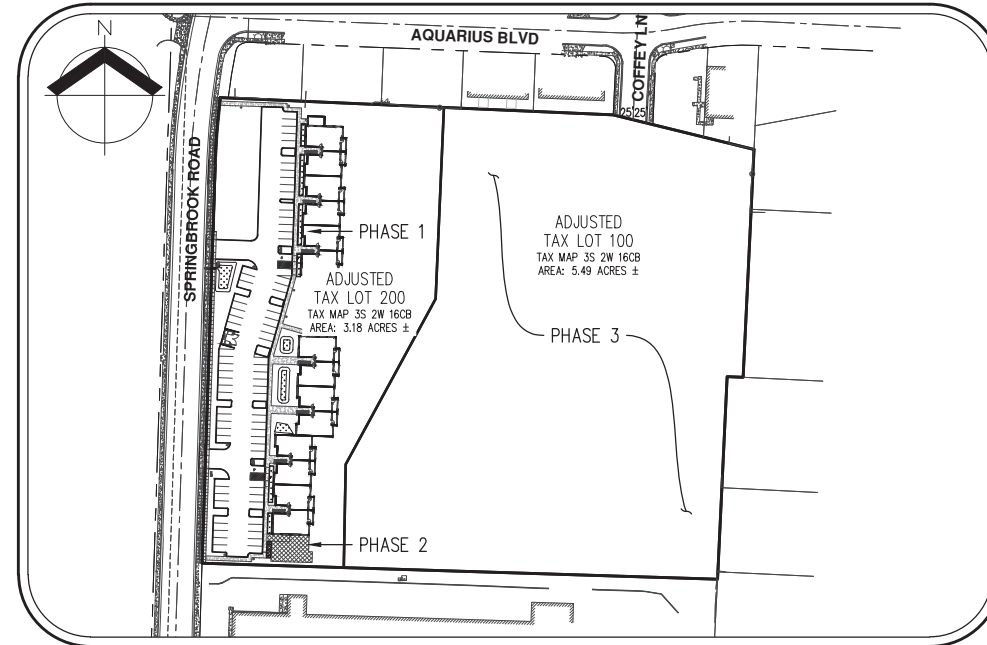 N
AQUARIUS BLVD
COFFEY LN
25'25'
SPRINGBROOK ROAD
PHASE 1
ADJUSTED
TAX LOT 200
TAX MAP 3S 2W 16CB
AREA: 3.18 ACRES ±
ADJUSTED
TAX LOT 100
TAX MAP 3S 2W 16CB
AREA: 5.49 ACRES ±
PHASE 3
PHASE 2